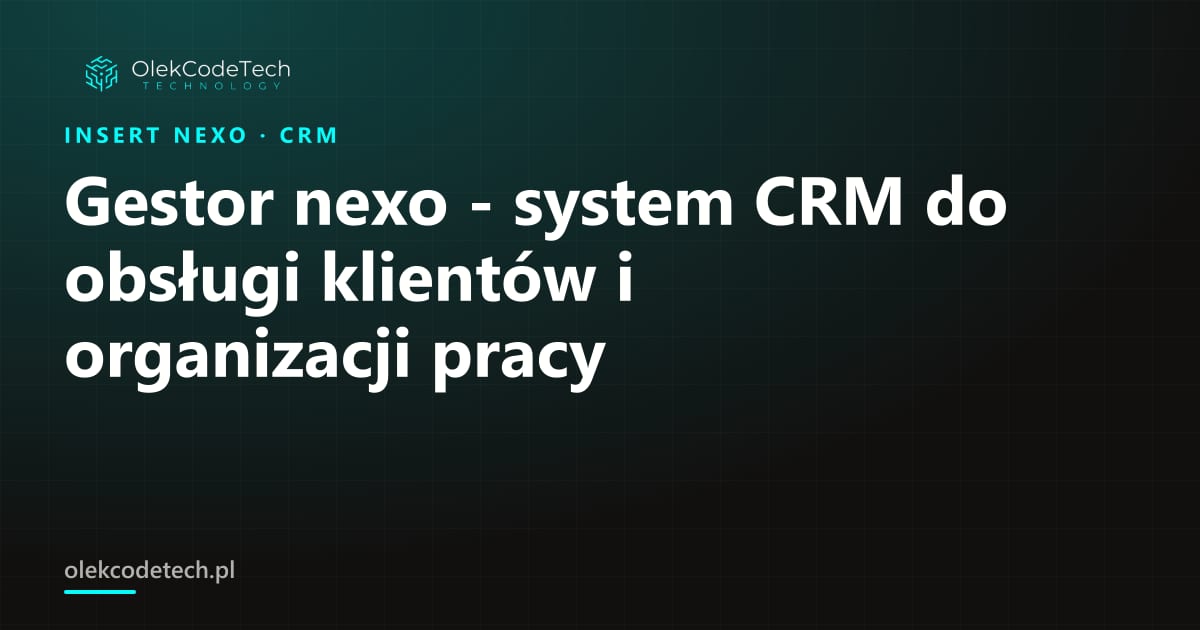 OlekCodeTech
TECHNOLOGY
INSERT NEXO · CRM
Gestor nexo - system CRM do
obsługi klientów i
organizacji pracy
olekcodetech.pl